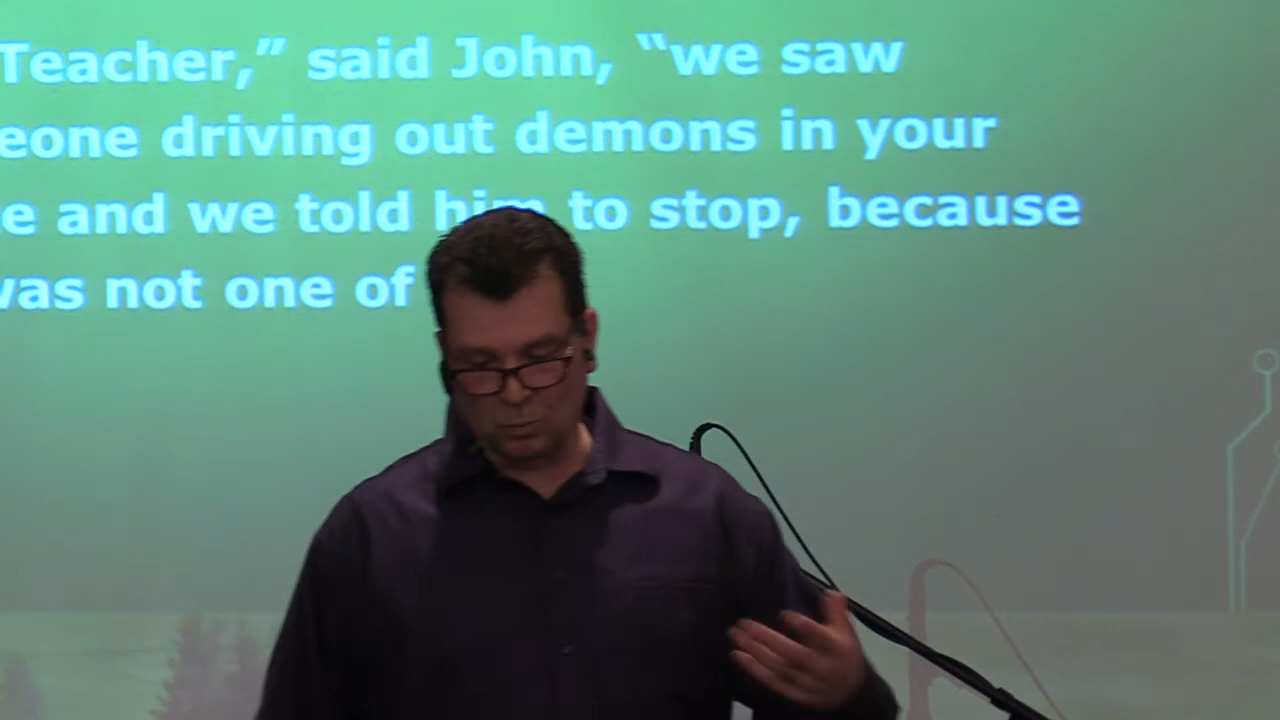 Teacher,” said John, “we saw
eone driving out demons in your
e and we told him to stop, because
was not one of